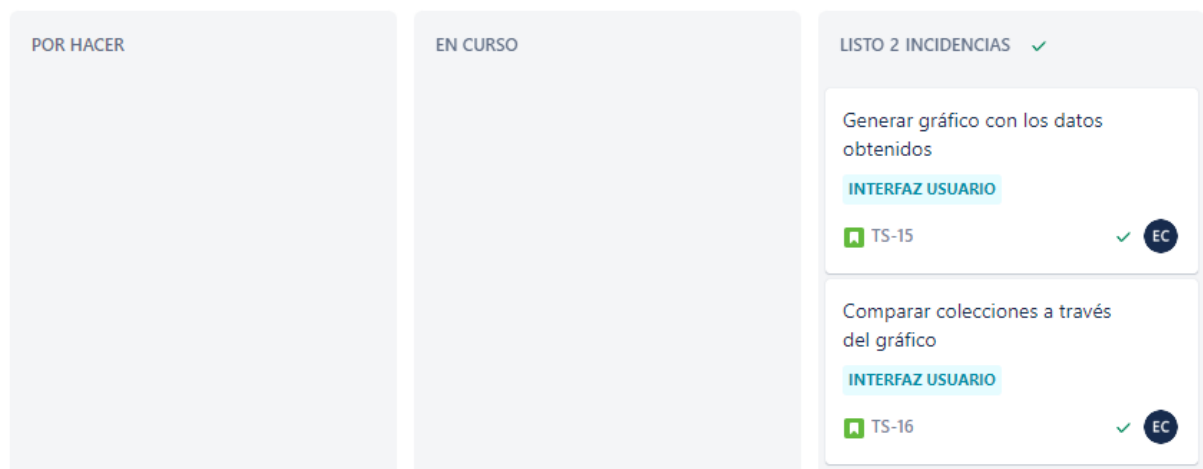 POR HACER
EN CURSO
LISTO 2 INCIDENCIAS
Generar gráfico con los datos
obtenidos
INTERFAZ USUARIO
TS-15
EC
Comparar colecciones a través
del gráfico
INTERFAZ USUARIO
TS-16
EC